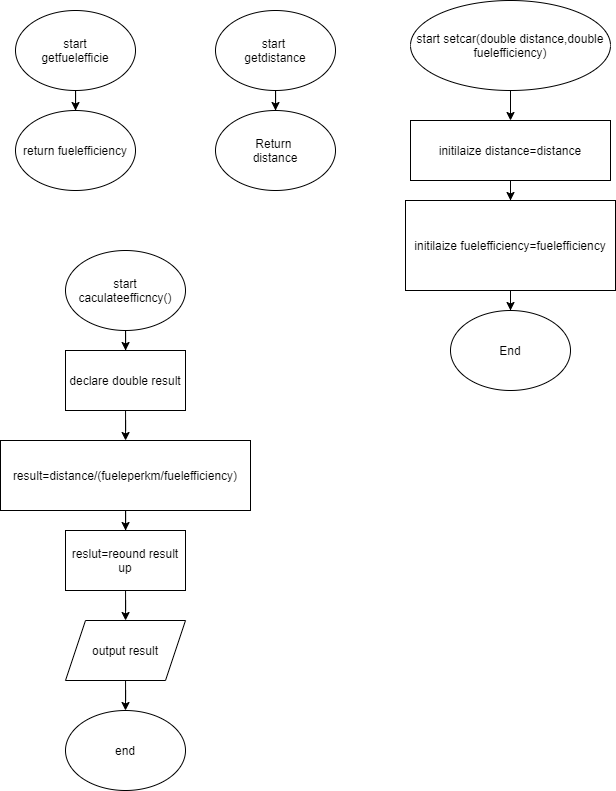 start
getfuelefficie
return fuelefficiency
start
getdistance
Return
distance
start setcar(double distance,double
fuelefficiency)
initilaize distance=distance
initilaize fuelefficiency=fuelefficiency
End
start
caculateefficncy()
declare double result
result=distance/(fueleperkm/fuelefficiency)
reslut=reound result
up
output result
end